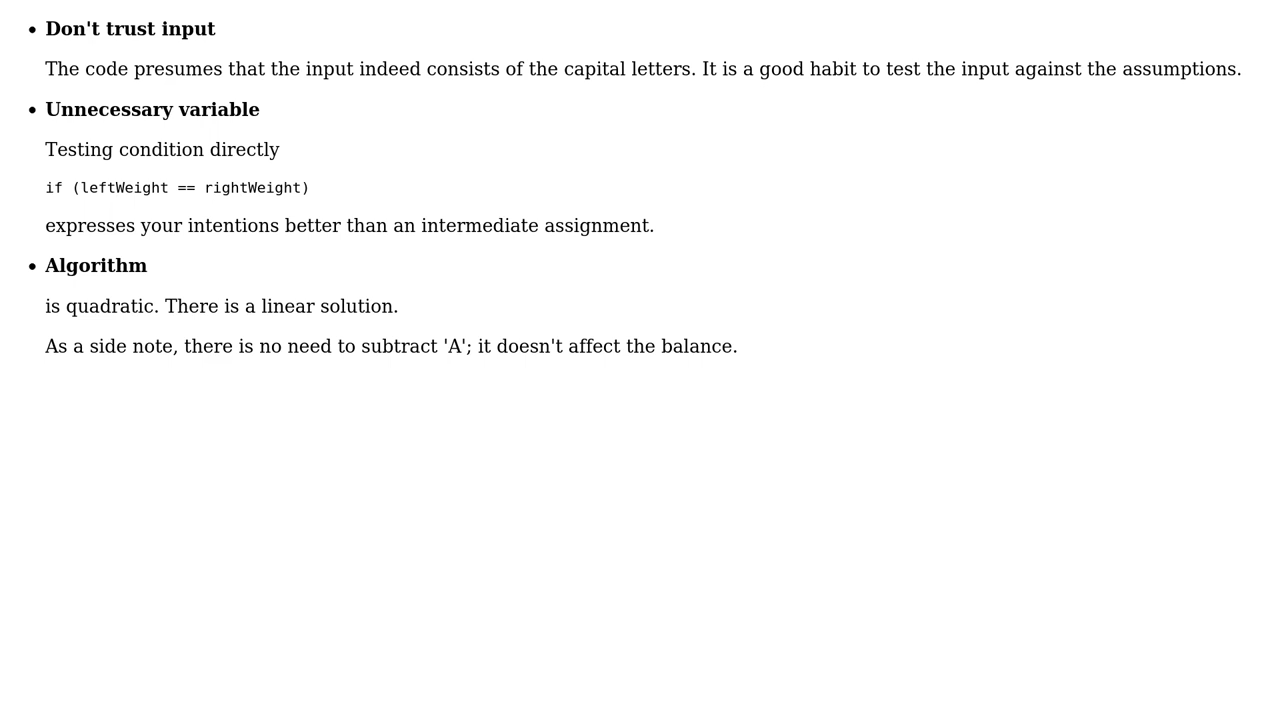 Don't trust input
The code presumes that the input indeed consists of the capital letters. It is a good habit to test the input against the assumptions.
Unnecessary variable
Testing condition directly
if (leftWeight == rightWeight)
expresses your intentions better than an intermediate assignment.
Algorithm
is quadratic. There is a linear solution.
As a side note, there is no need to subtract 'A'; it doesn't affect the balance.